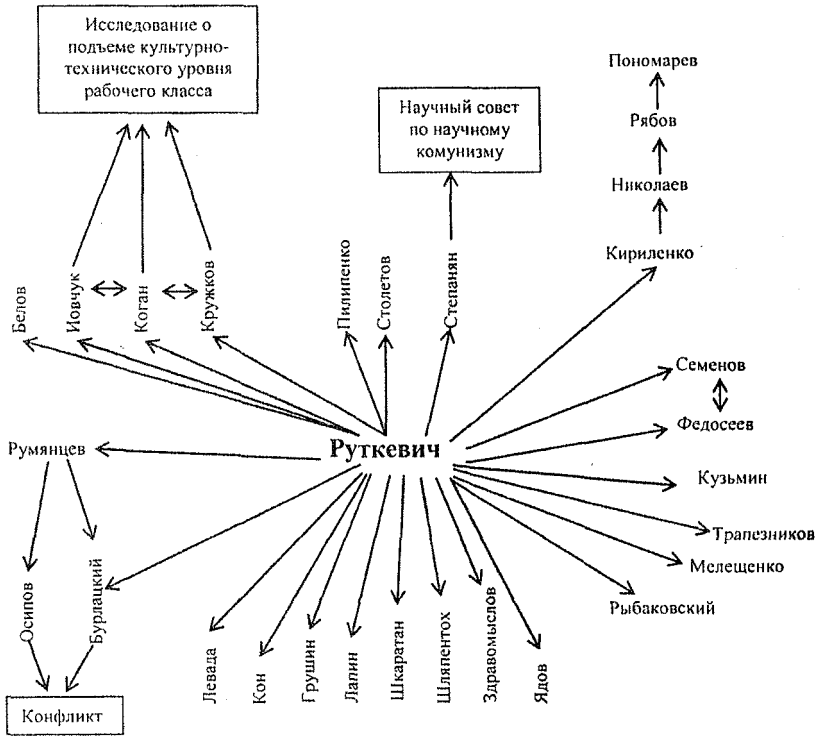 Исследование о
подъеме культурно-
технического уровня
рабочего класса
Научный совет
по научному
комунизму
Пономарев
Рябов
Николаев
Кириленко
Белов
Иовчук
Коган
Кружков
Пилипенко
Столетов
Степанян
Семенов
Федосеев
Руткевич
Румянцев
Кузьмин
Трапезников
Мелещенко
Рыбаковский
Осипов
Бурлацкий
Левада
Кон
Грушин
Лапин
Шкаратан
Шляпентох
Здравомыслов
Ядов
Конфликт